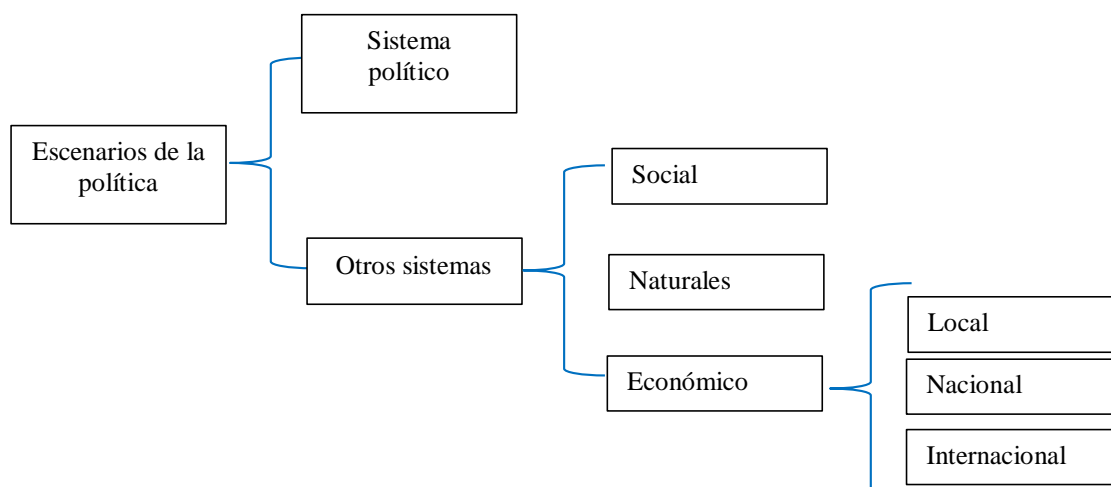 Sistema
político
Escenarios de la
política
Otros sistemas
Social
Naturales
Económico
Local
Nacional
Internacional